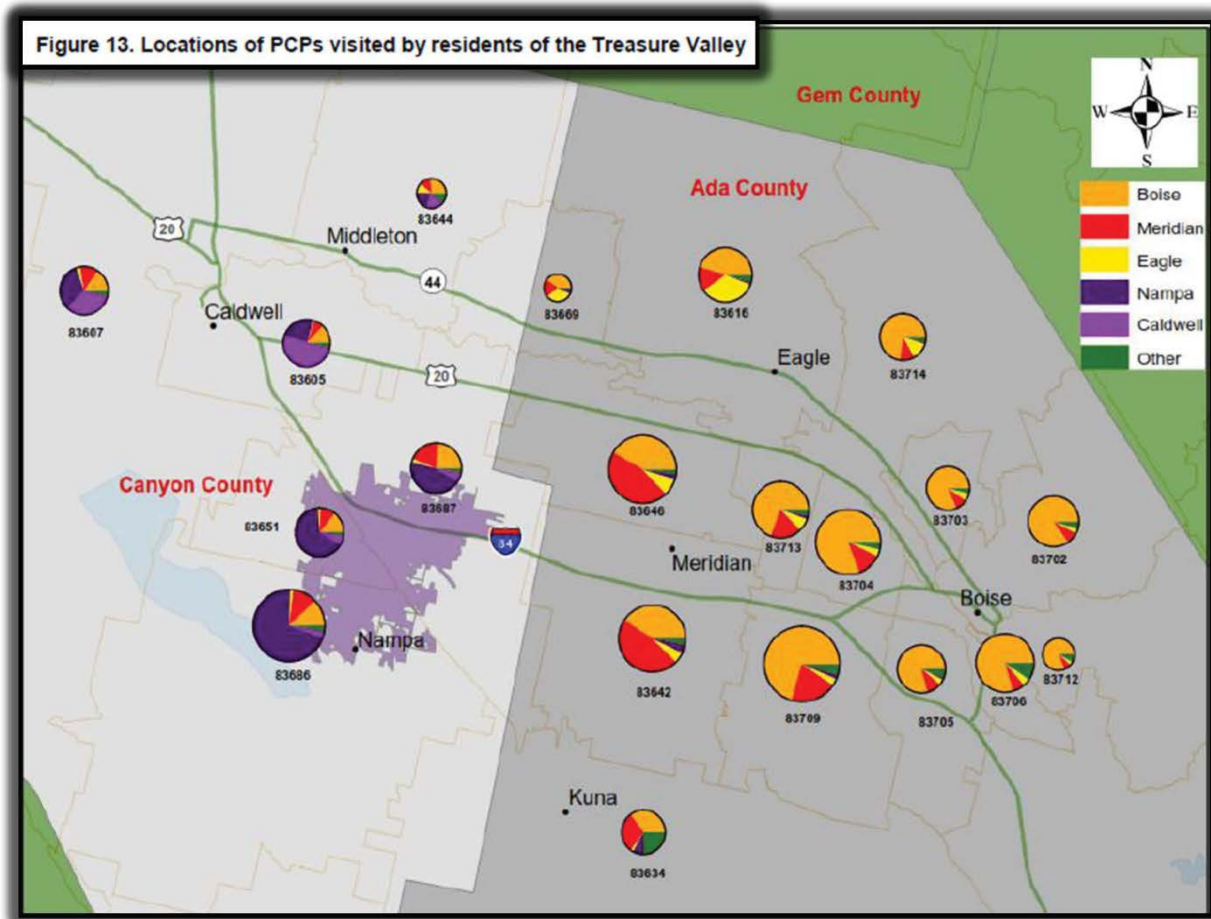 Figure 13. Locations of PCPs visited by residents of the Treasure Valley
Gem County
N
W E
S
Ada County
Boise
Meridian
Eagle
Nampa
Caldwell
Other
83644
20
Middleton
44
83607
Caldwell
83669
83616
83605
20
Eagle
83714
Canyon County
83687
83651
84
83646
83713
83703
83702
Meridian
83704
Boise
Nampa
83686
83642
83709
83705
83706
83712
Kuna
83634